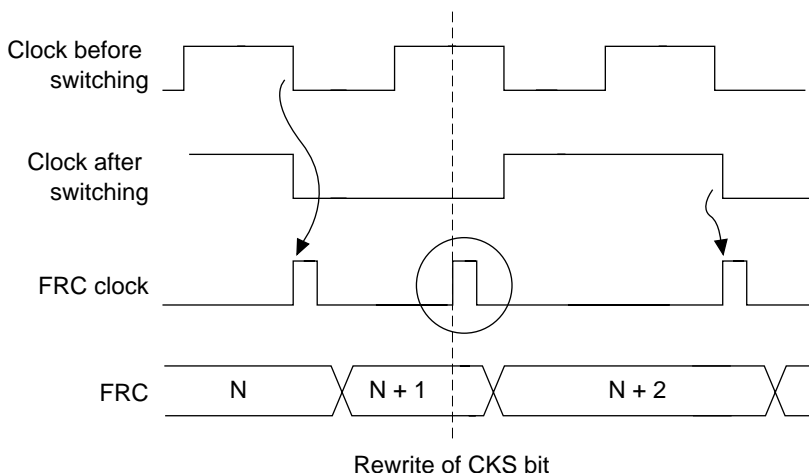 Clock before
switching
Clock after
switching
FRC clock
FRC
N
N + 1
N + 2
Rewrite of CKS bit